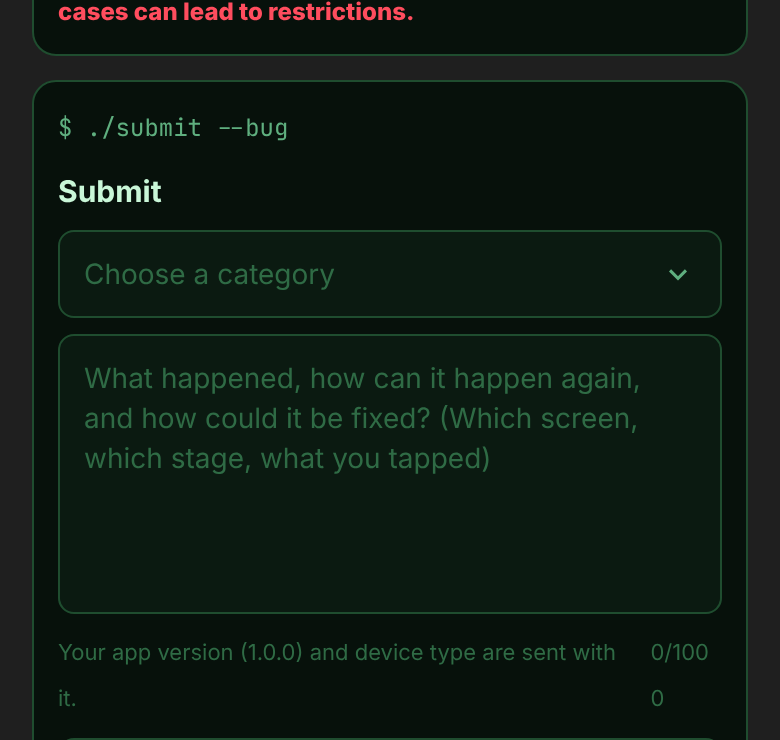 cases can lead to restrictions.
$ ./submit --bug
Submit
Choose a category
What happened, how can it happen again,
and how could it be fixed? (Which screen,
which stage, what you tapped)
Your app version (1.0.0) and device type are sent with
it.
0/100
0